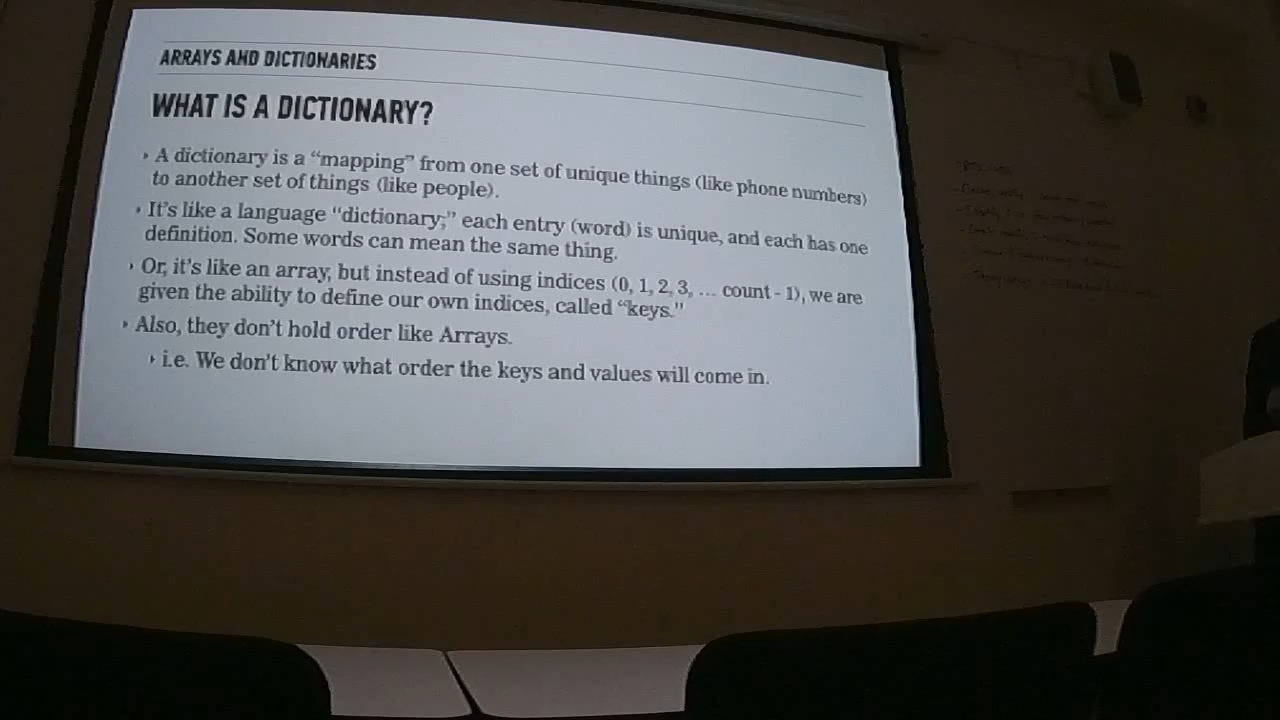 ARRAYS AND DICTIONARIES
WHAT IS A DICTIONARY?
‣ A dictionary is a “mapping” from one set of unique things (like phone numbers)
to another set of things (like people).
‣ It’s like a language “dictionary;” each entry (word) is unique, and each has one
definition. Some words can mean the same thing.
‣ Or, it’s like an array, but instead of using indices (0, 1, 2, 3, … count - 1), we are
given the ability to define our own indices, called “keys.”
‣ Also, they don’t hold order like Arrays.
‣ i.e. We don’t know what order the keys and values will come in.